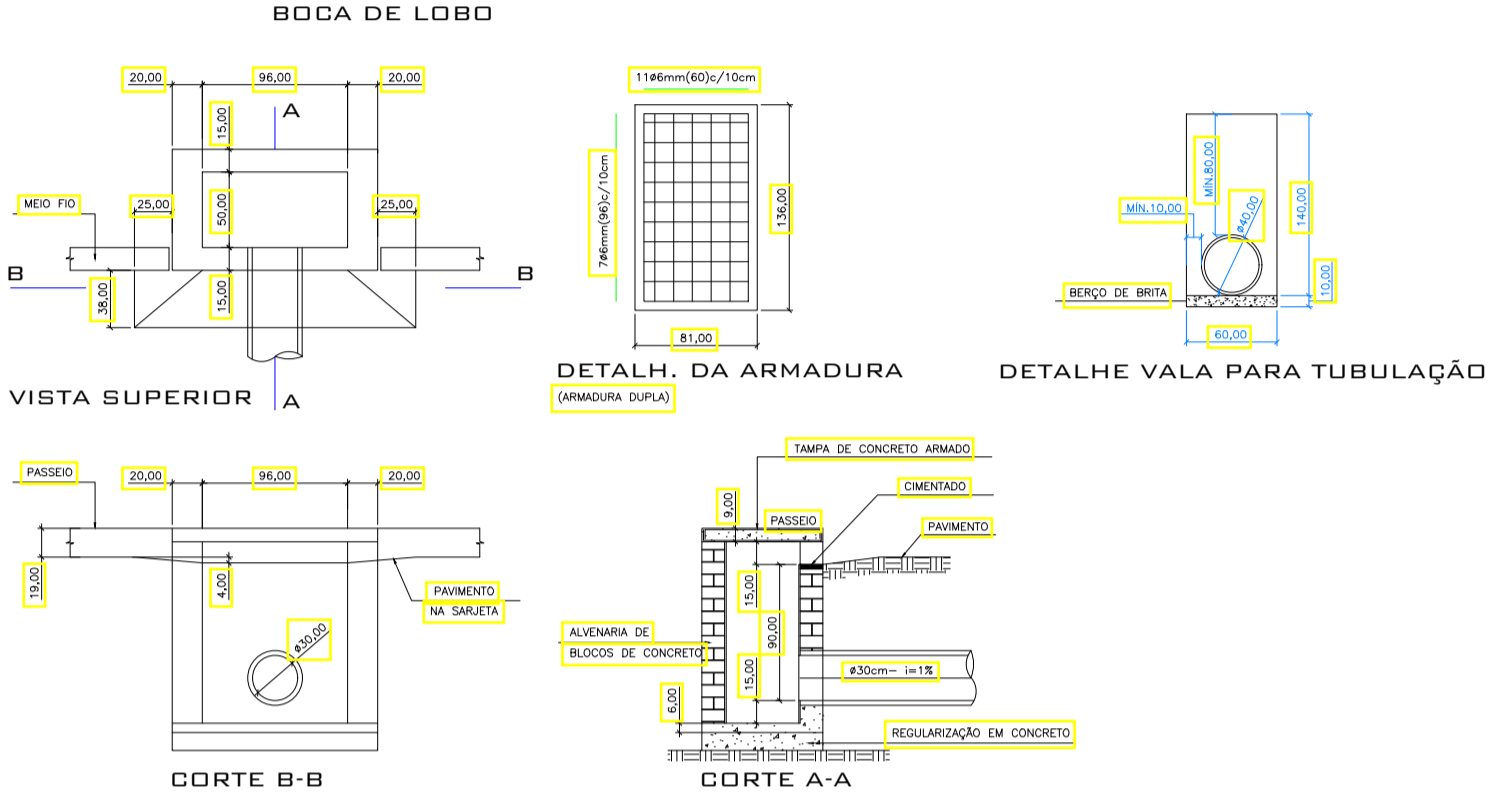 BOCA DE LOBO
20,00
96,00
20,00
A
15,00
50,00
15,00
25,00
25,00
MEIO FIO
B
B
38,00
VISTA SUPERIOR
A
11ø6mm(60)c/10cm
7ø6mm(96)c/10cm
136,00
81,00
DETALH. DA ARMADURA
(ARMADURA DUPLA)
MÍN.80,00
MÍN.10,00
ø40,00
140,00
BERÇO DE BRITA
10,00
60,00
DETALHE VALA PARA TUBULAÇÃO
PASSEIO
20,00
96,00
20,00
19,00
4,00
PAVIMENTO
NA SARJETA
ø30,00
CORTE B-B
TAMPA DE CONCRETO ARMADO
CIMENTADO
9,00
PASSEIO
PAVIMENTO
15,00
90,00
ALVENARIA DE
BLOCOS DE CONCRETO
15,00
ø30cm- i=1%
6,00
REGULARIZAÇÃO EM CONCRETO
CORTE A-A